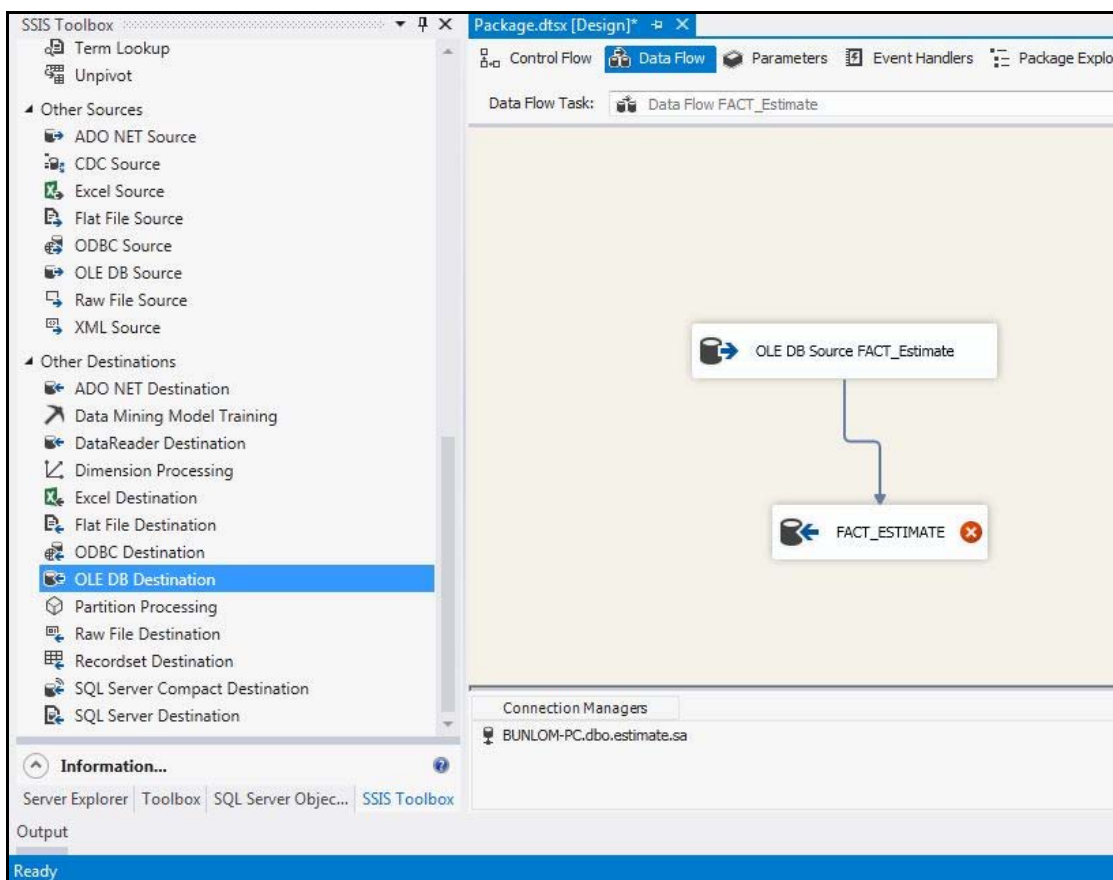 SSIS Toolbox
Term Lookup
Unpivot
Other Sources
ADO NET Source
CDC Source
Excel Source
Flat File Source
ODBC Source
OLE DB Source
Raw File Source
XML Source
Other Destinations
ADO NET Destination
Data Mining Model Training
DataReader Destination
Dimension Processing
Excel Destination
Flat File Destination
ODBC Destination
OLE DB Destination
Partition Processing
Raw File Destination
Recordset Destination
SQL Server Compact Destination
SQL Server Destination
Information...
Server Explorer Toolbox SQL Server Objec... SSIS Toolbox
Output
Ready
Package.dtsx [Design]*
Control Flow Data Flow Parameters Event Handlers Package Explo
Data Flow Task: Data Flow FACT_Estimate
OLE DB Source FACT_Estimate
FACT_ESTIMATE
Connection Managers
BUNLOM-PC.dbo.estimate.sa